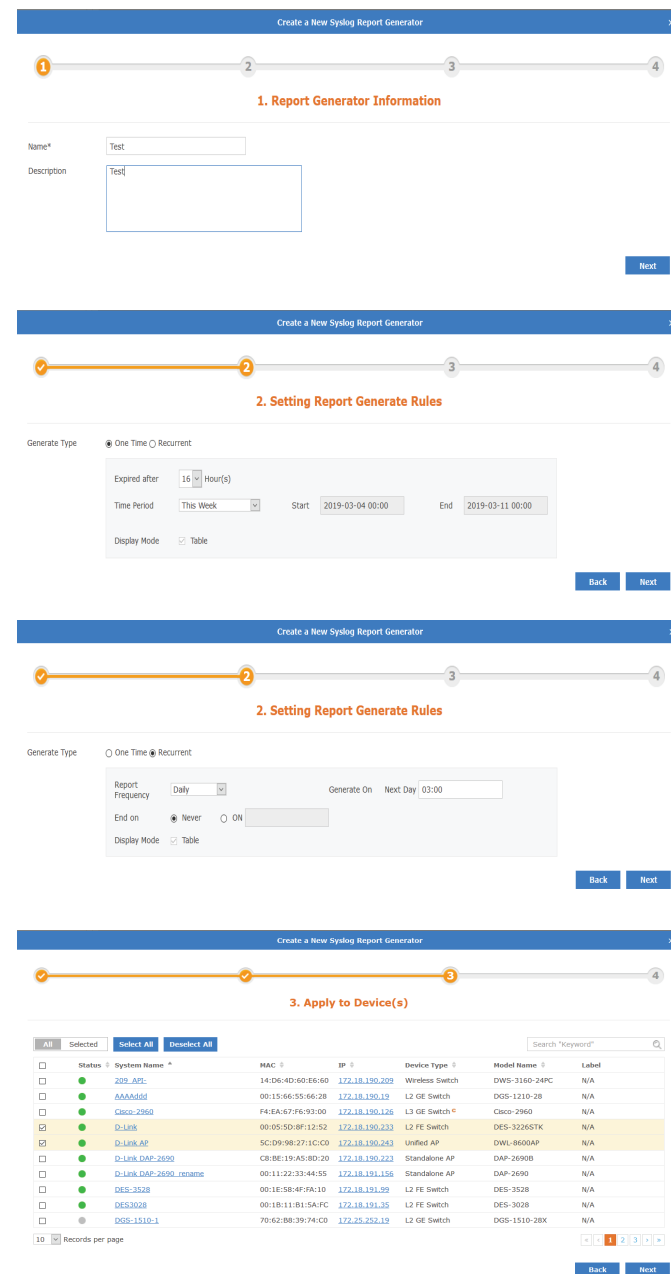 Create a New Syslog Report Generator
1 2 3 4
1. Report Generator Information
Name* Test
Description Test
Next
Create a New Syslog Report Generator
2 3 4
2. Setting Report Generate Rules
Generate Type One Time Recurrent
Expired after 16 Hour(s)
Time Period This Week Start 2019-03-04 00:00 End 2019-03-11 00:00
Display Mode Table
Back Next
Create a New Syslog Report Generator
2 3 4
2. Setting Report Generate Rules
Generate Type One Time Recurrent
Report Frequency Daily Generate On Next Day 03:00
End on Never ON
Display Mode Table
Back Next
Create a New Syslog Report Generator
3 4
3. Apply to Device(s)
All Selected Select All Deselect All Search "Keyword"
Status System Name MAC IP Device Type Model Name Label
209_API- 14:D6:4D:60:E6:60 172.18.190.209 Wireless Switch DWS-3160-24PC N/A
AAAAddd 00:15:66:55:66:28 172.18.190.19 L2 GE Switch DGS-1210-28 N/A
Cisco-2960 F4:EA:67:F6:93:00 172.18.190.126 L3 GE Switch C Cisco-2960 N/A
D-Link 00:05:5D:8F:12:52 172.18.190.233 L2 FE Switch DES-3226STK N/A
D-Link AP 5C:D9:98:27:1C:C0 172.18.190.243 Unified AP DWL-8600AP N/A
D-Link DAP-2690 C8:BE:19:A5:8D:20 172.18.190.223 Standalone AP DAP-2690B N/A
D-Link DAP-2690_rename 00:11:22:33:44:55 172.18.191.156 Standalone AP DAP-2690 N/A
DES-3528 00:1E:58:4F:FA:10 172.18.191.99 L2 FE Switch DES-3528 N/A
DES3028 00:1B:11:B1:5A:FC 172.18.191.35 L2 FE Switch DES-3028 N/A
DGS-1510-1 70:62:B8:39:74:C0 172.25.252.19 L2 GE Switch DGS-1510-28X N/A
10 Records per page « ‹ 1 2 3 › »
Back Next